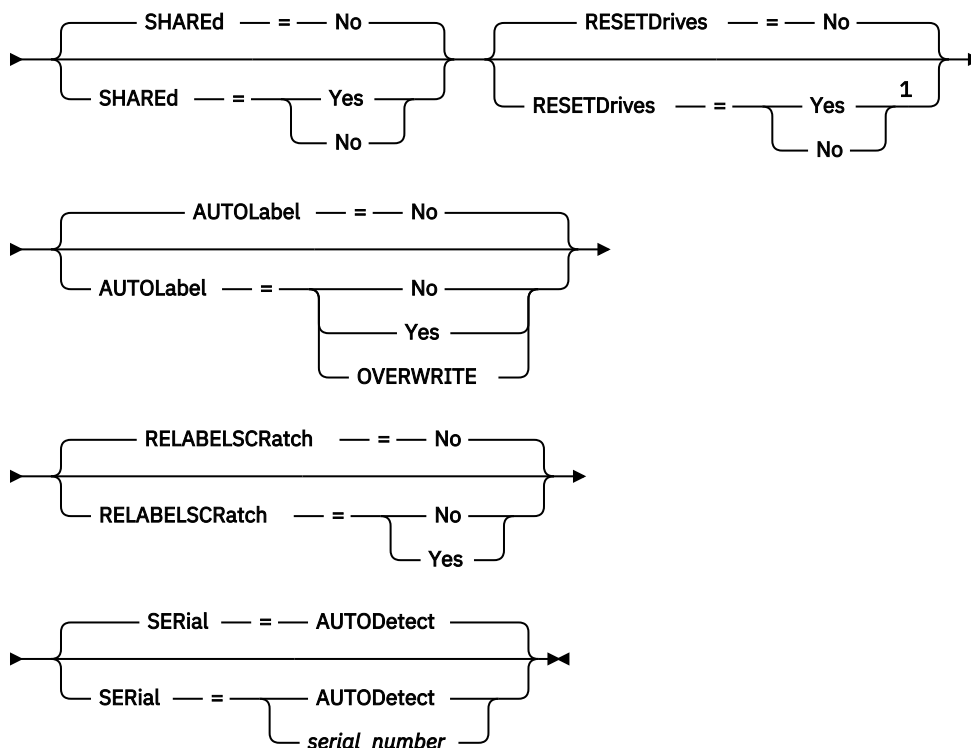 SHAREd = No RESETDrives = No
SHAREd = Yes RESETDrives = Yes 1
No No
AUTOLabel = No
AUTOLabel = No
Yes
OVERWRITE
RELABELSCRatch = No
RELABELSCRatch = No
Yes
SERial = AUTODetect
SERial = AUTODetect
serial_number